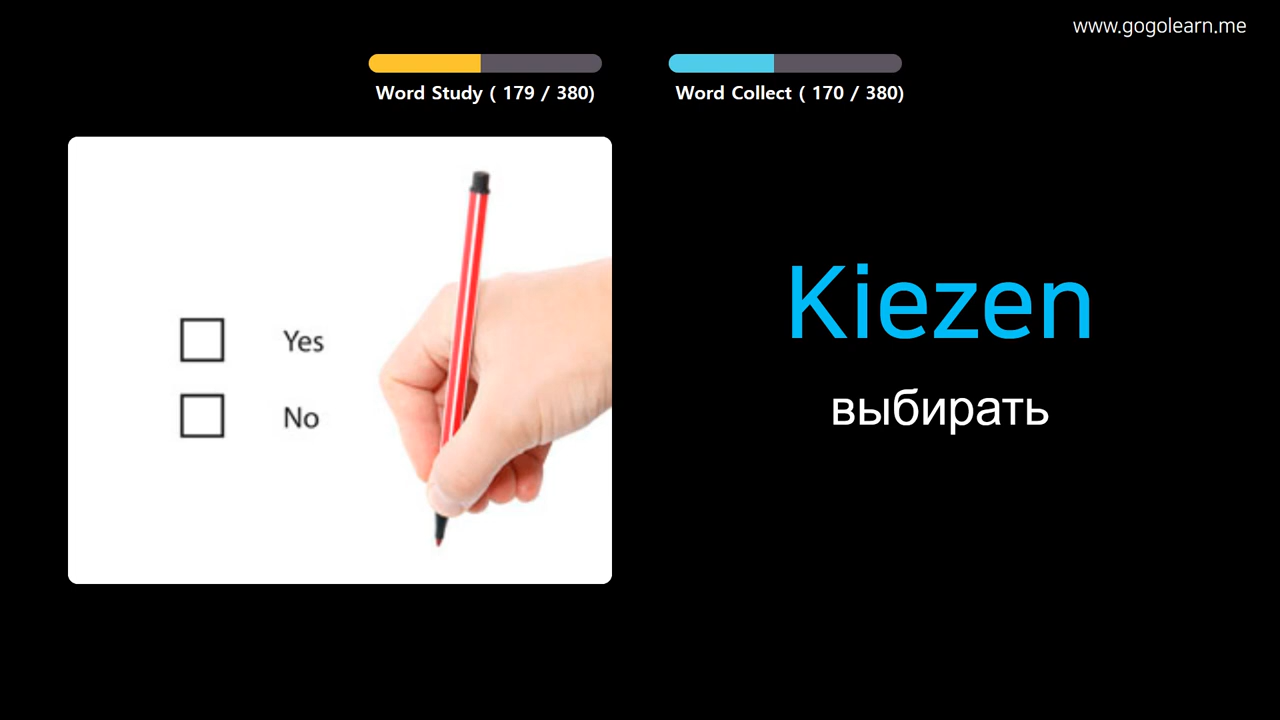 www.gogolearn.me
Word Study ( 179 / 380)
Word Collect ( 170 / 380)
Yes
No
Kiezen
выбирать